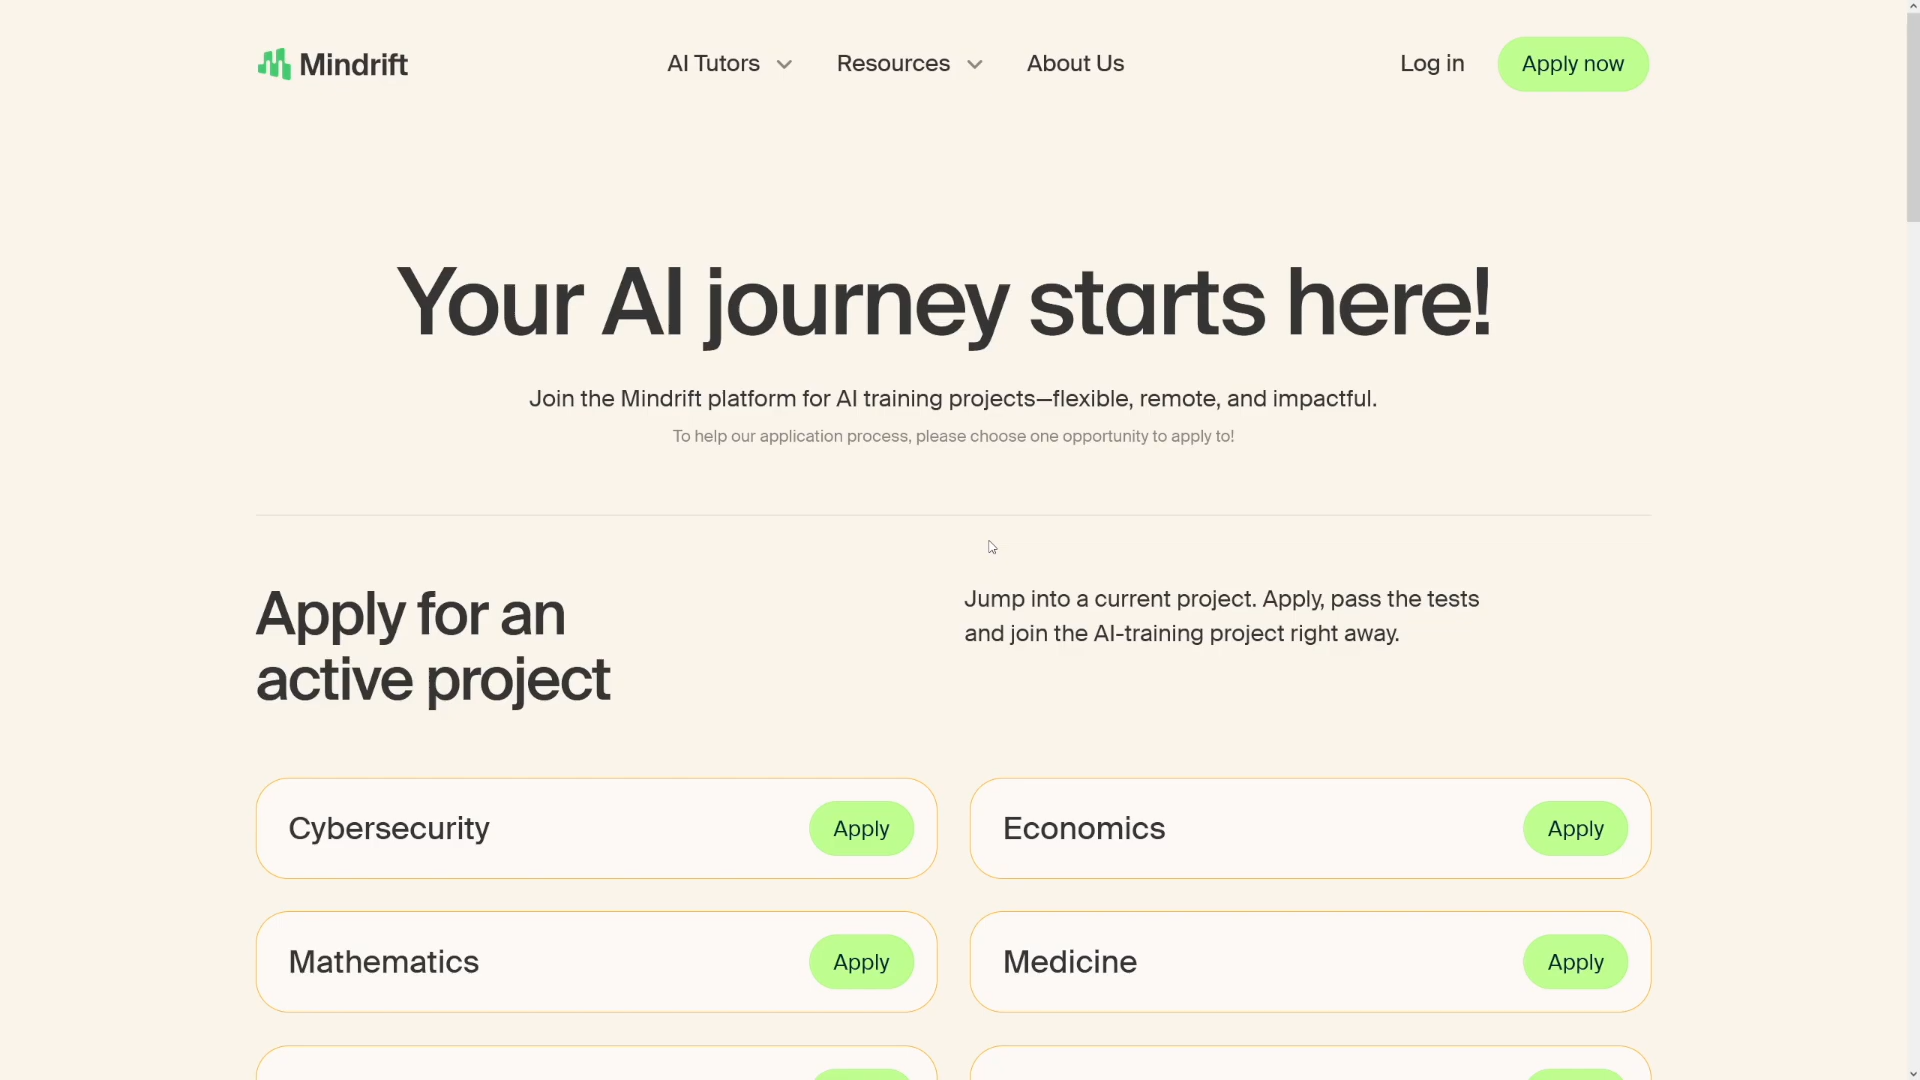 Mindrift
AI Tutors
Resources
About Us
Log in
Apply now
Your AI journey starts here!
Join the Mindrift platform for AI training projects—flexible, remote, and impactful.
To help our application process, please choose one opportunity to apply to!
Apply for an
active project
Jump into a current project. Apply, pass the tests
and join the AI-training project right away.
Cybersecurity
Apply
Economics
Apply
Mathematics
Apply
Medicine
Apply